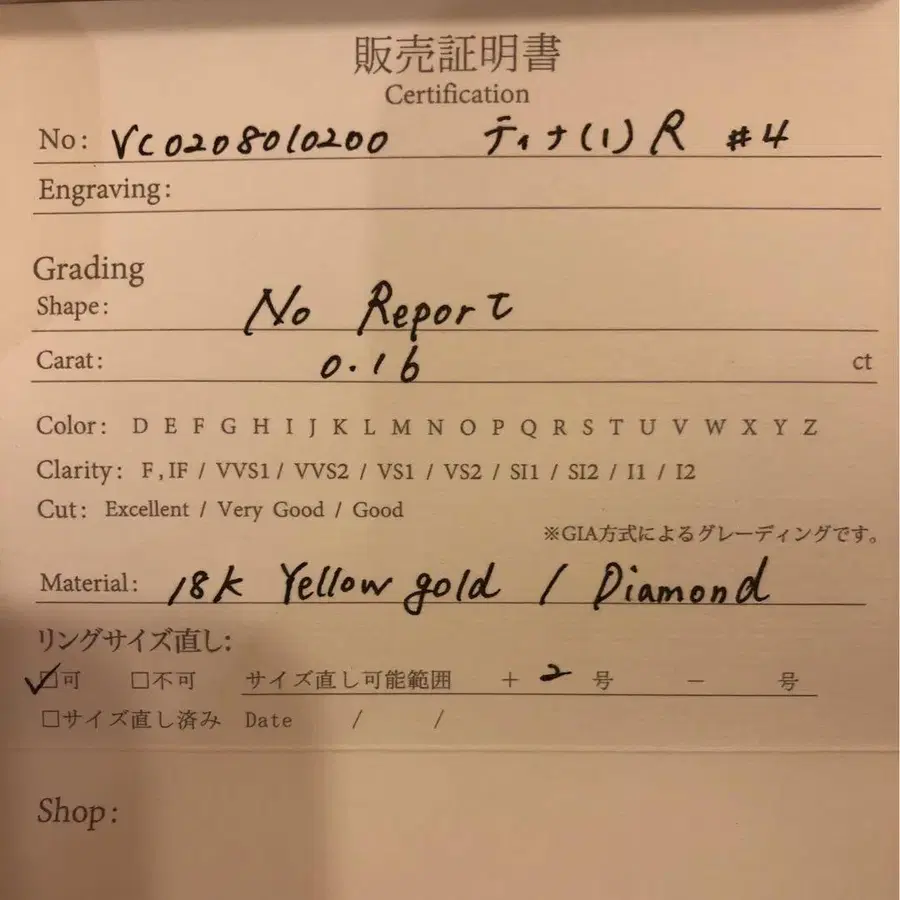 販売証明書
Certification
No: VC0208010200 ティナ(1) R #4
Engraving:
Grading
Shape: No Report
Carat: 0.16 ct
Color: D E F G H I J K L M N O P Q R S T U V W X Y Z
Clarity: F,IF / VVS1 / VVS2 / VS1 / VS2 / SI1 / SI2 / I1 / I2
Cut: Excellent / Very Good / Good
※GIA方式によるグレーディングです。
Material: 18K Yellow gold / Diamond
リングサイズ直し:
☑可 □不可 サイズ直し可能範囲 + 2 号 − 号
□サイズ直し済み Date / /
Shop: